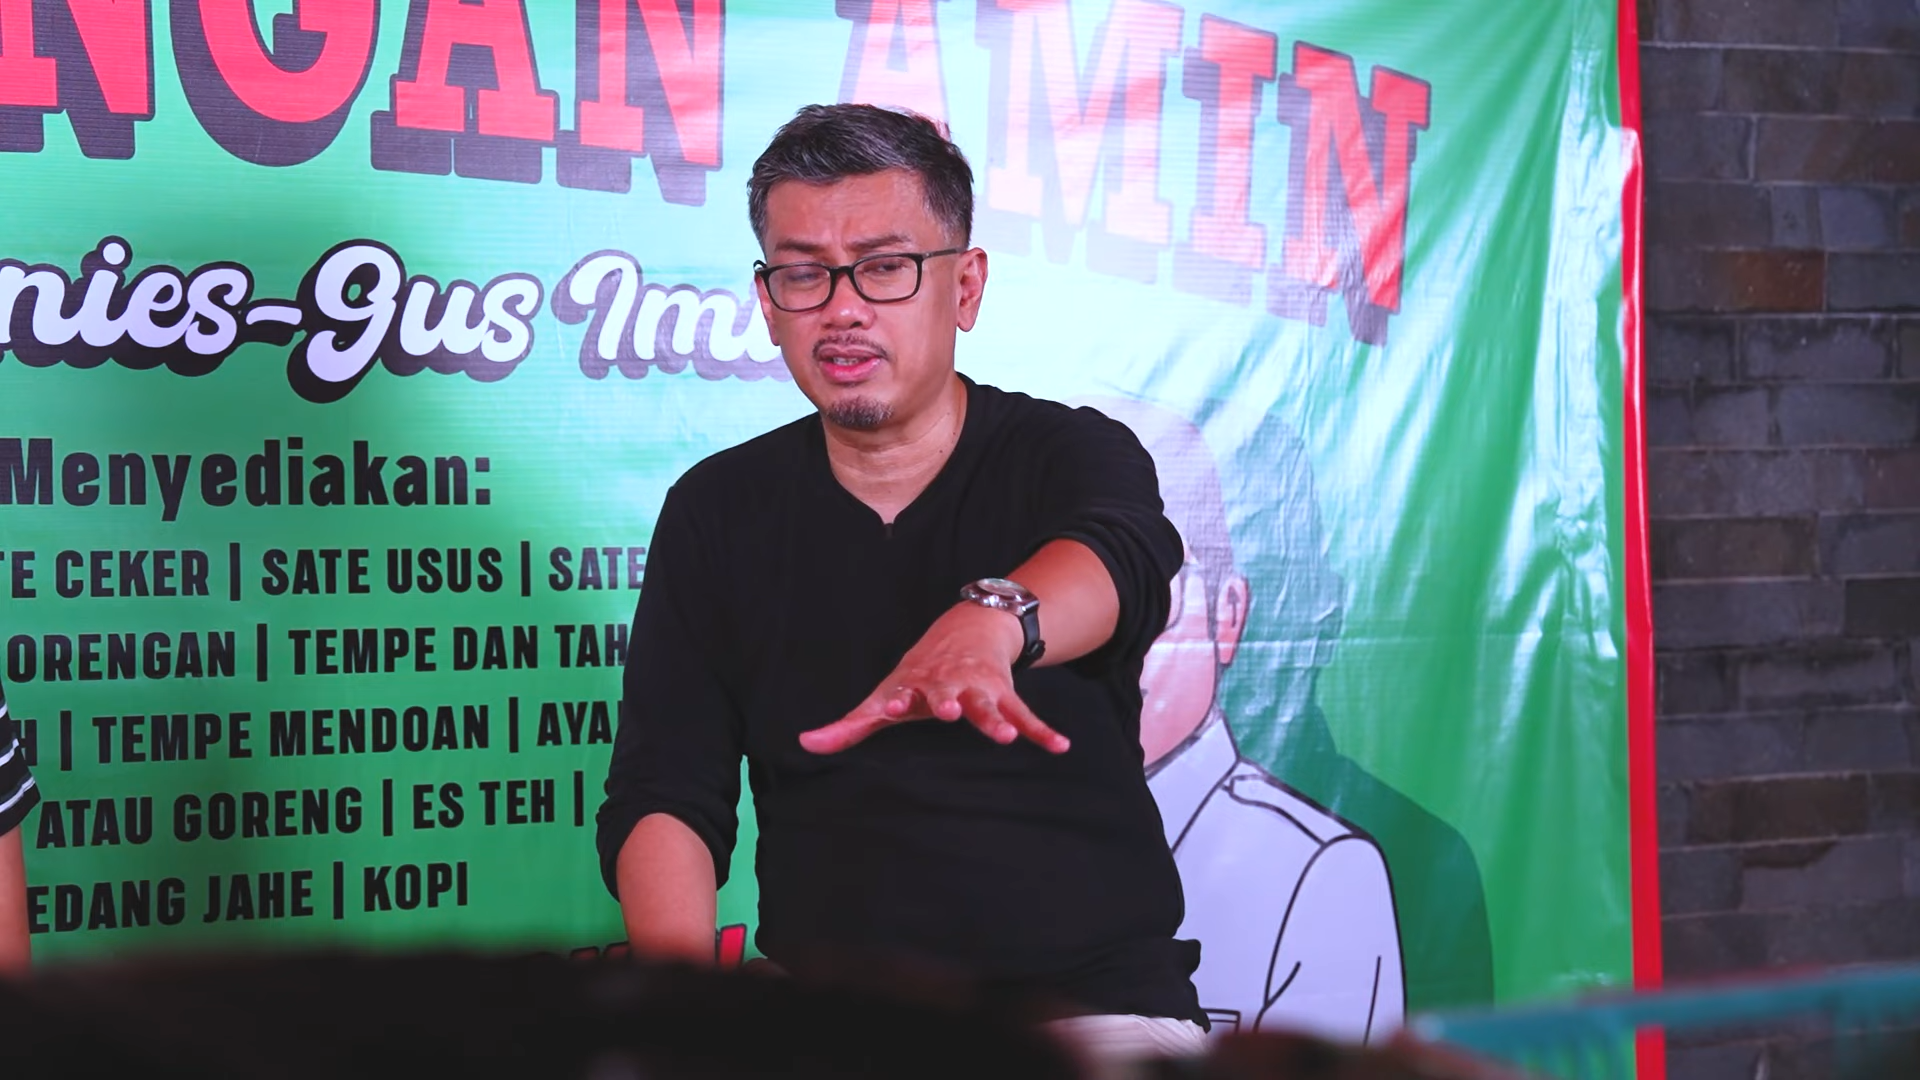 NGAN AMIN
nies-Gus Imi
Menyediakan:
TE CEKER | SATE USUS | SATE
ORENGAN | TEMPE DAN TAH
H | TEMPE MENDOAN | AYA
ATAU GORENG | ES TEH |
EDANG JAHE | KOPI